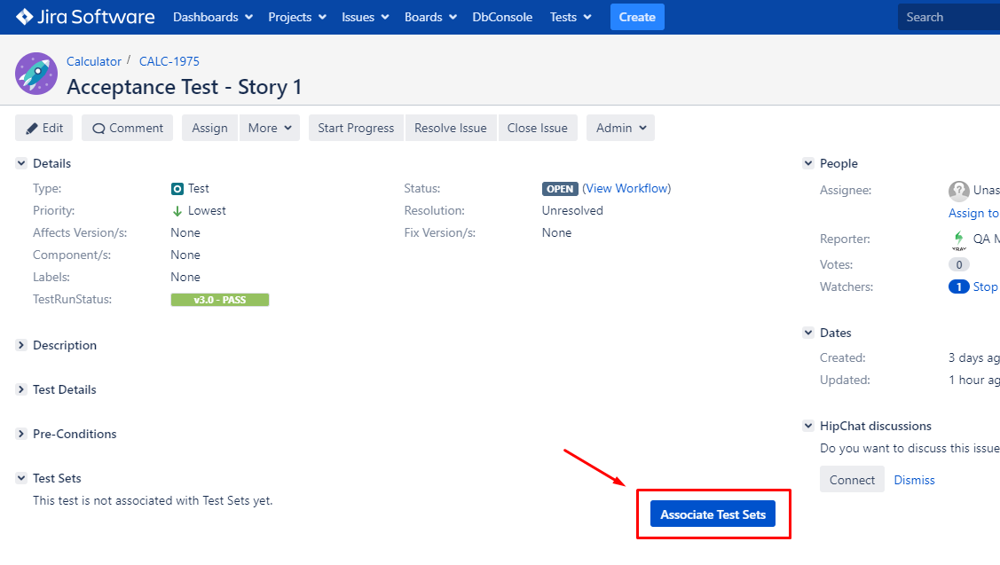 Jira Software Dashboards Projects Issues Boards DbConsole Tests Create Search
Calculator / CALC-1975
Acceptance Test - Story 1
Edit Comment Assign More Start Progress Resolve Issue Close Issue Admin
Details
Type: Test
Priority: Lowest
Affects Version/s: None
Component/s: None
Labels: None
TestRunStatus: v3.0 - PASS
Status: OPEN (View Workflow)
Resolution: Unresolved
Fix Version/s: None
Description
Test Details
Pre-Conditions
Test Sets
This test is not associated with Test Sets yet.
Associate Test Sets
People
Assignee: ? Unas
Assign to
Reporter: XRAY QA M
Votes: 0
Watchers: 1 Stop
Dates
Created: 3 days ag
Updated: 1 hour ag
HipChat discussions
Do you want to discuss this issue
Connect Dismiss